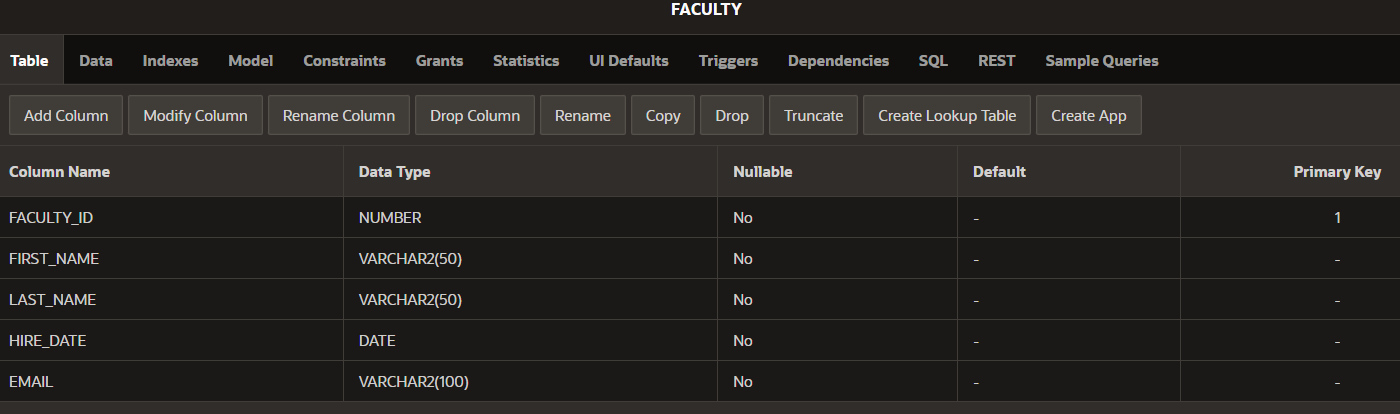 FACULTY
Table Data Indexes Model Constraints Grants Statistics UI Defaults Triggers Dependencies SQL REST Sample Queries
Add Column Modify Column Rename Column Drop Column Rename Copy Drop Truncate Create Lookup Table Create App
Column Name Data Type Nullable Default Primary Key
FACULTY_ID NUMBER No - 1
FIRST_NAME VARCHAR2(50) No - -
LAST_NAME VARCHAR2(50) No - -
HIRE_DATE DATE No - -
EMAIL VARCHAR2(100) No - -